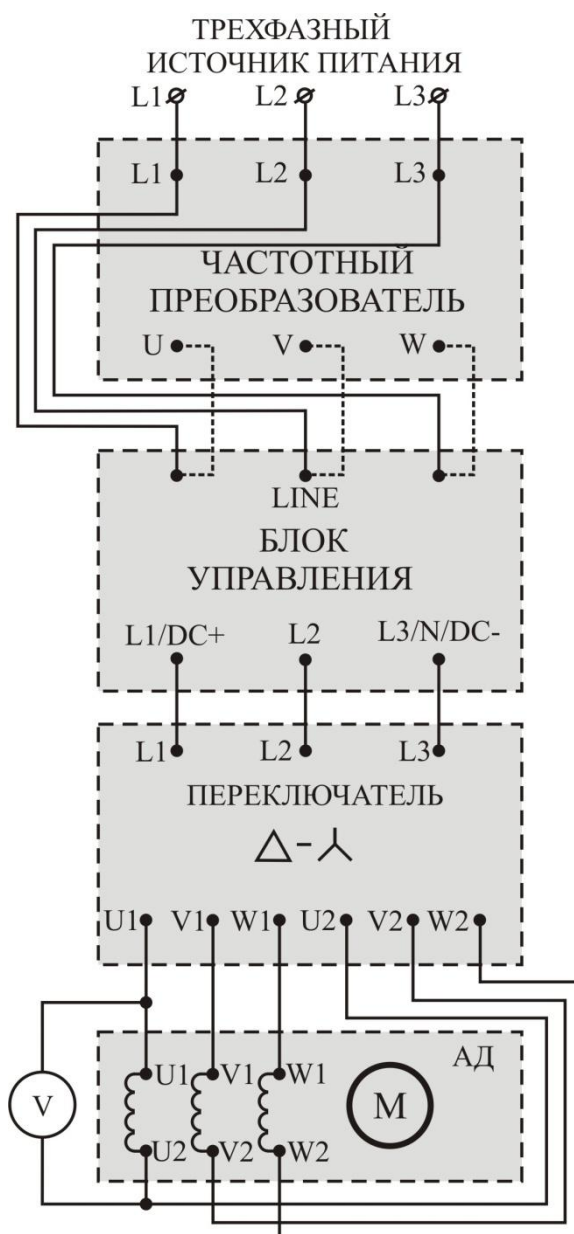 ТРЕХФАЗНЫЙ
ИСТОЧНИК ПИТАНИЯ
L1 L2 L3
L1 L2 L3
ЧАСТОТНЫЙ
ПРЕОБРАЗОВАТЕЛЬ
U V W
LINE
БЛОК
УПРАВЛЕНИЯ
L1/DC+ L2 L3/N/DC-
L1 L2 L3
ПЕРЕКЛЮЧАТЕЛЬ
U1 V1 W1 U2 V2 W2
АД
U1 V1 W1
V M
U2 V2 W2